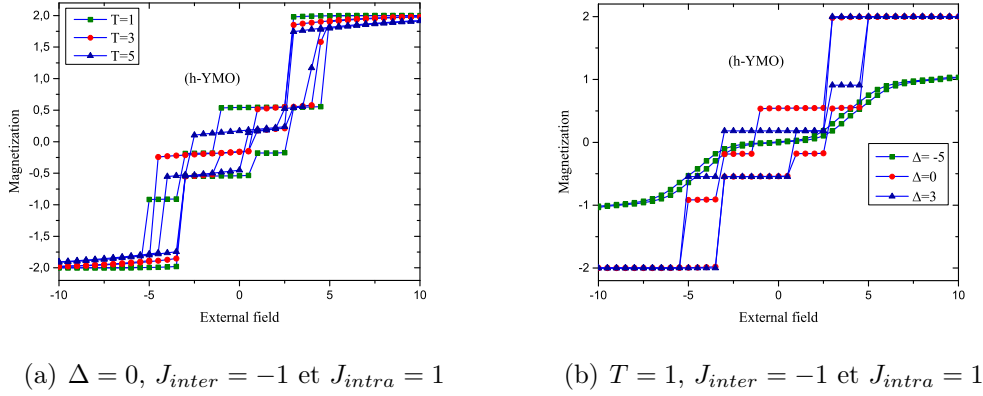 T=1
T=3
T=5
(h-YMO)
Magnetization
2,0
1,5
1,0
0,5
0,0
-0,5
-1,0
-1,5
-2,0
-10 -5 0 5 10
External field
(a) Δ = 0, J_inter = −1 et J_intra = 1
(h-YMO)
Magnetization
2
1
0
-1
-2
Δ= -5
Δ=0
Δ=3
-10 -5 0 5 10
External field
(b) T = 1, J_inter = −1 et J_intra = 1